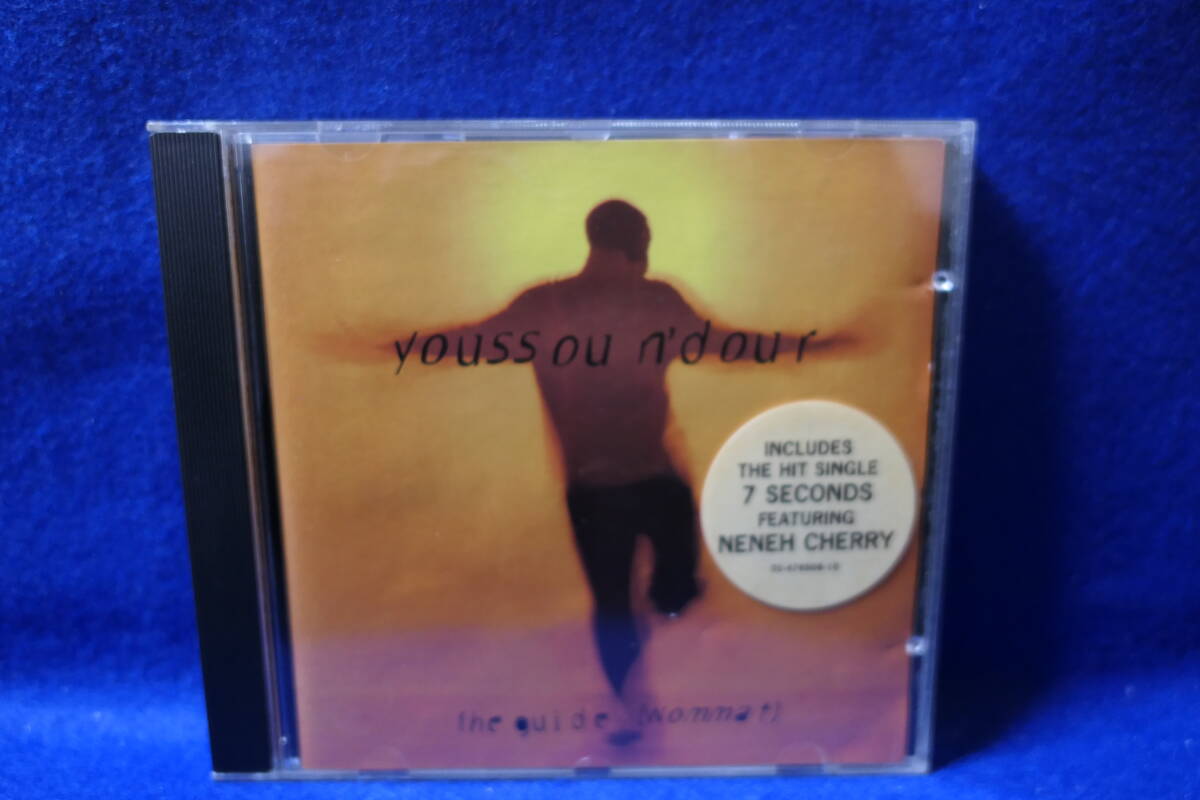 youssou n'dour
INCLUDES
THE HIT SINGLE
7 SECONDS
FEATURING
NENEH CHERRY
the guide (wommat)